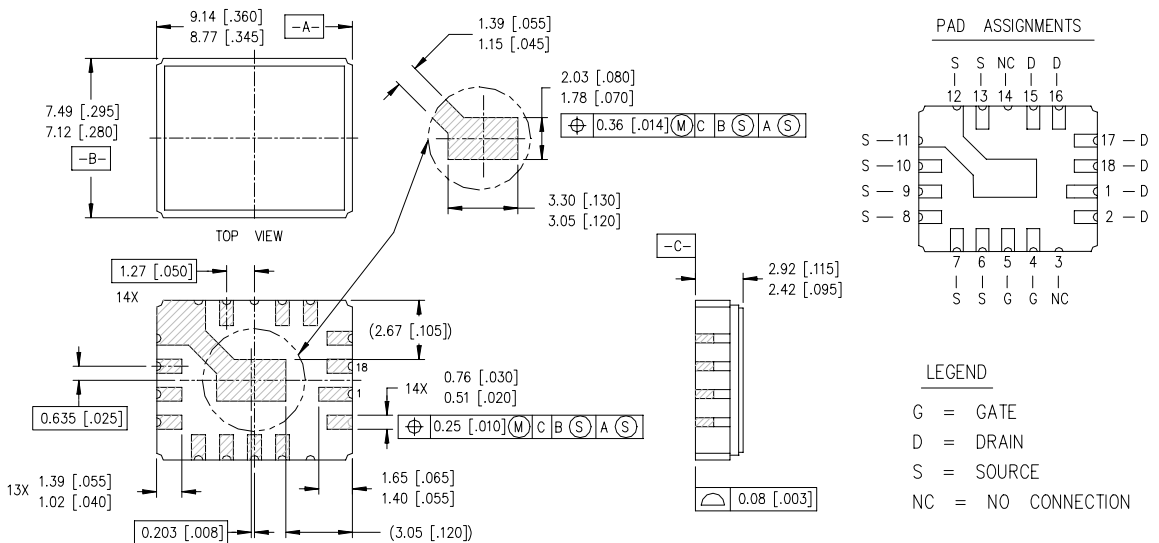 9.14 [.360]
8.77 [.345]
-A-
7.49 [.295]
7.12 [.280]
-B-
TOP VIEW
1.39 [.055]
1.15 [.045]
2.03 [.080]
1.78 [.070]
⌖ 0.36 [.014] Ⓜ C B Ⓢ A Ⓢ
3.30 [.130]
3.05 [.120]
PAD ASSIGNMENTS
S S NC D D
12 13 14 15 16
S — 11
S — 10
S — 9
S — 8
17 — D
18 — D
1 — D
2 — D
7 6 5 4 3
S S G G NC
1.27 [.050]
14X
(2.67 [.105])
18
1
0.635 [.025]
14X
0.76 [.030]
0.51 [.020]
⌖ 0.25 [.010] Ⓜ C B Ⓢ A Ⓢ
13X
1.39 [.055]
1.02 [.040]
1.65 [.065]
1.40 [.055]
0.203 [.008]
(3.05 [.120])
-C-
2.92 [.115]
2.42 [.095]
⌓ 0.08 [.003]
LEGEND
G = GATE
D = DRAIN
S = SOURCE
NC = NO CONNECTION